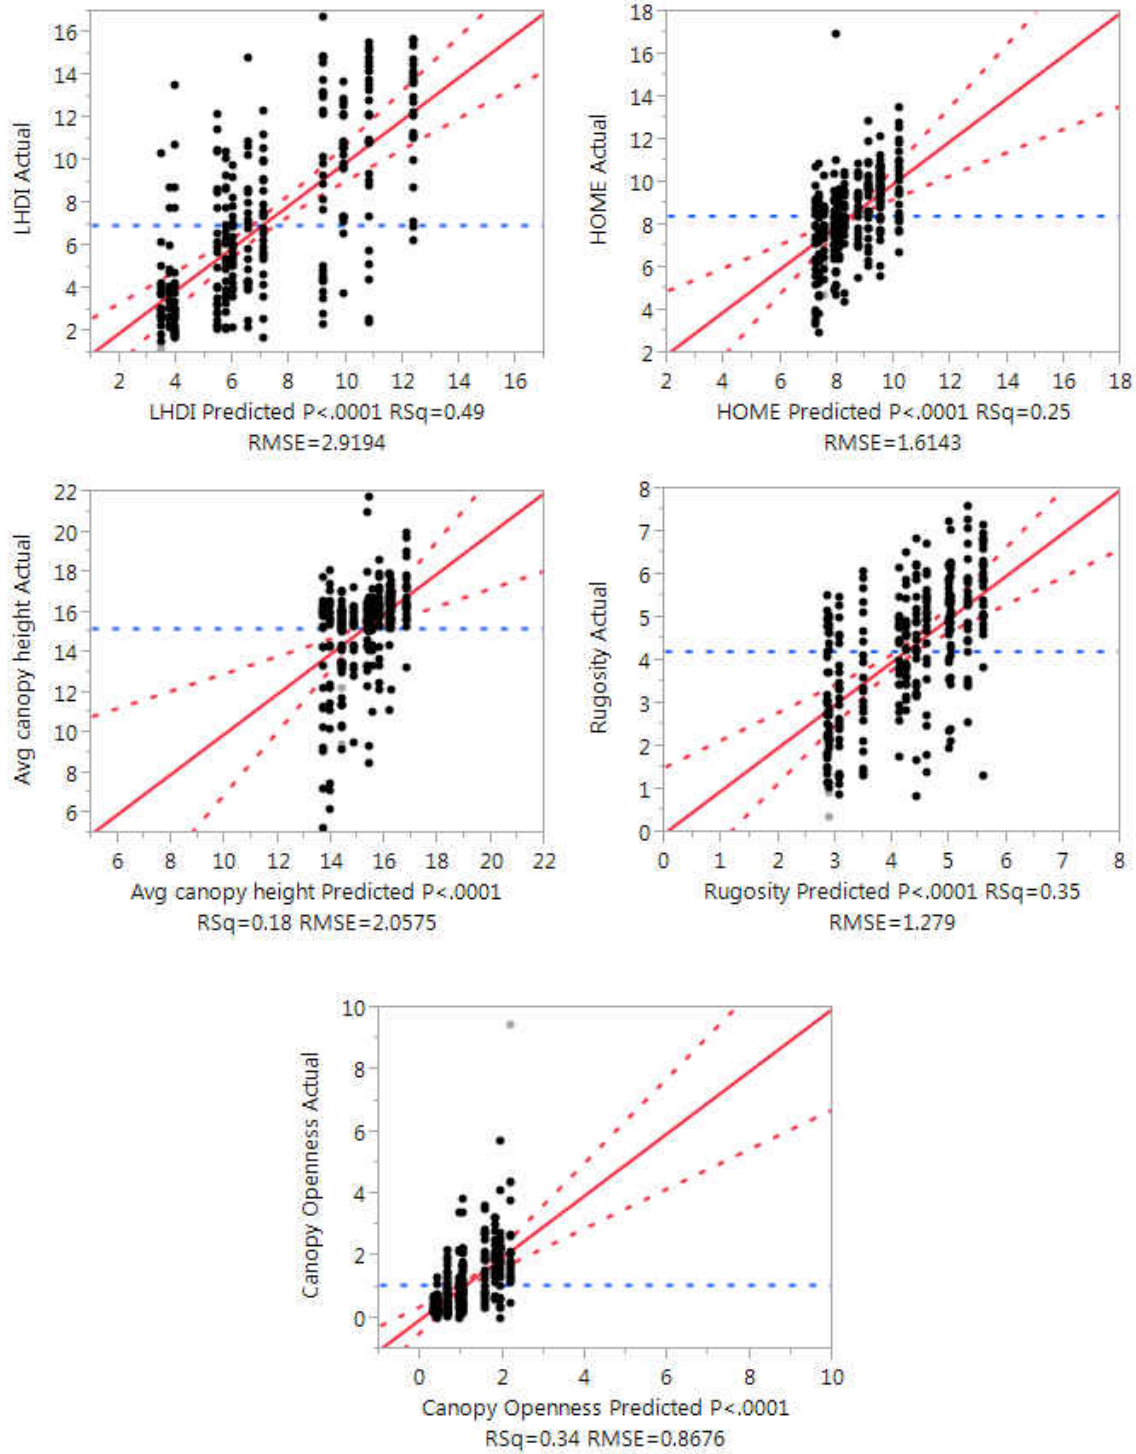 LHDI Actual
16
14
12
10
8
6
4
2
2 4 6 8 10 12 14 16
LHDI Predicted P<.0001 RSq=0.49
RMSE=2.9194
HOME Actual
18
16
14
12
10
8
6
4
2
2 4 6 8 10 12 14 16 18
HOME Predicted P<.0001 RSq=0.25
RMSE=1.6143
Avg canopy height Actual
22
20
18
16
14
12
10
8
6
6 8 10 12 14 16 18 20 22
Avg canopy height Predicted P<.0001
RSq=0.18 RMSE=2.0575
Rugosity Actual
8
7
6
5
4
3
2
1
0
0 1 2 3 4 5 6 7 8
Rugosity Predicted P<.0001 RSq=0.35
RMSE=1.279
Canopy Openness Actual
10
8
6
4
2
0
0 2 4 6 8 10
Canopy Openness Predicted P<.0001
RSq=0.34 RMSE=0.8676